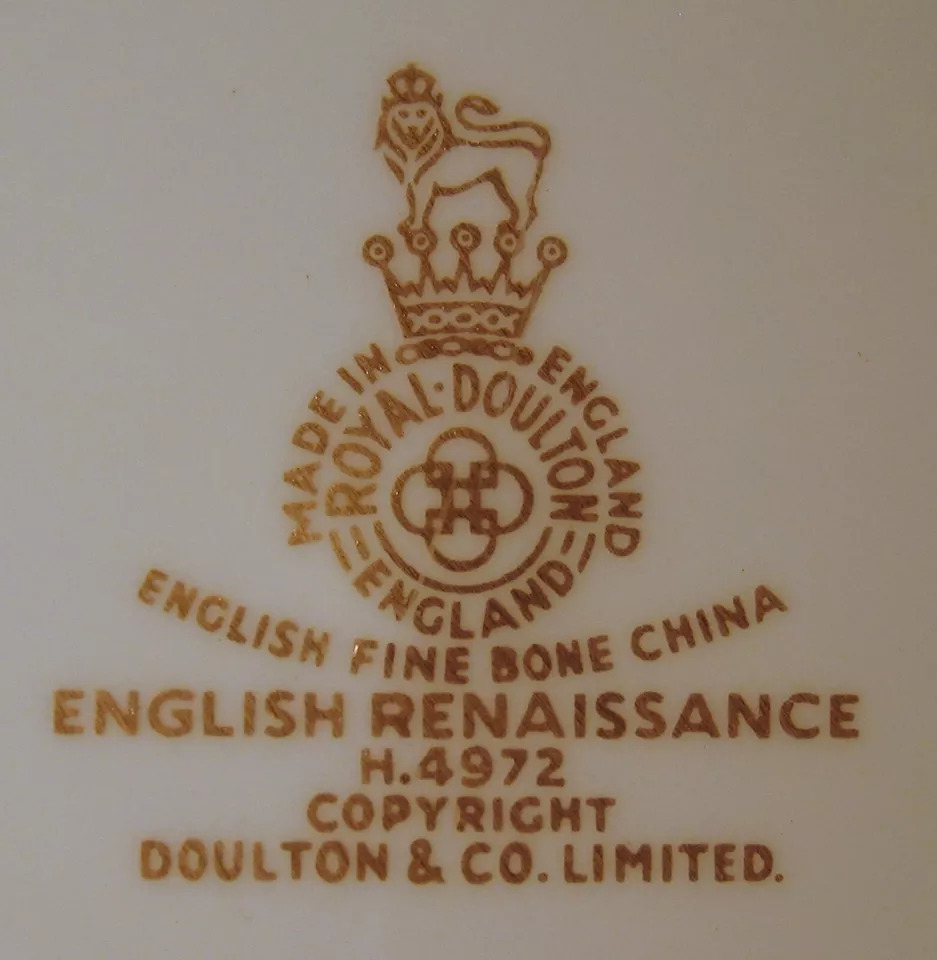 MADE IN ENGLAND
ROYAL·DOULTON
ENGLAND
ENGLISH FINE BONE CHINA
ENGLISH RENAISSANCE
H.4972
COPYRIGHT
DOULTON & CO. LIMITED.